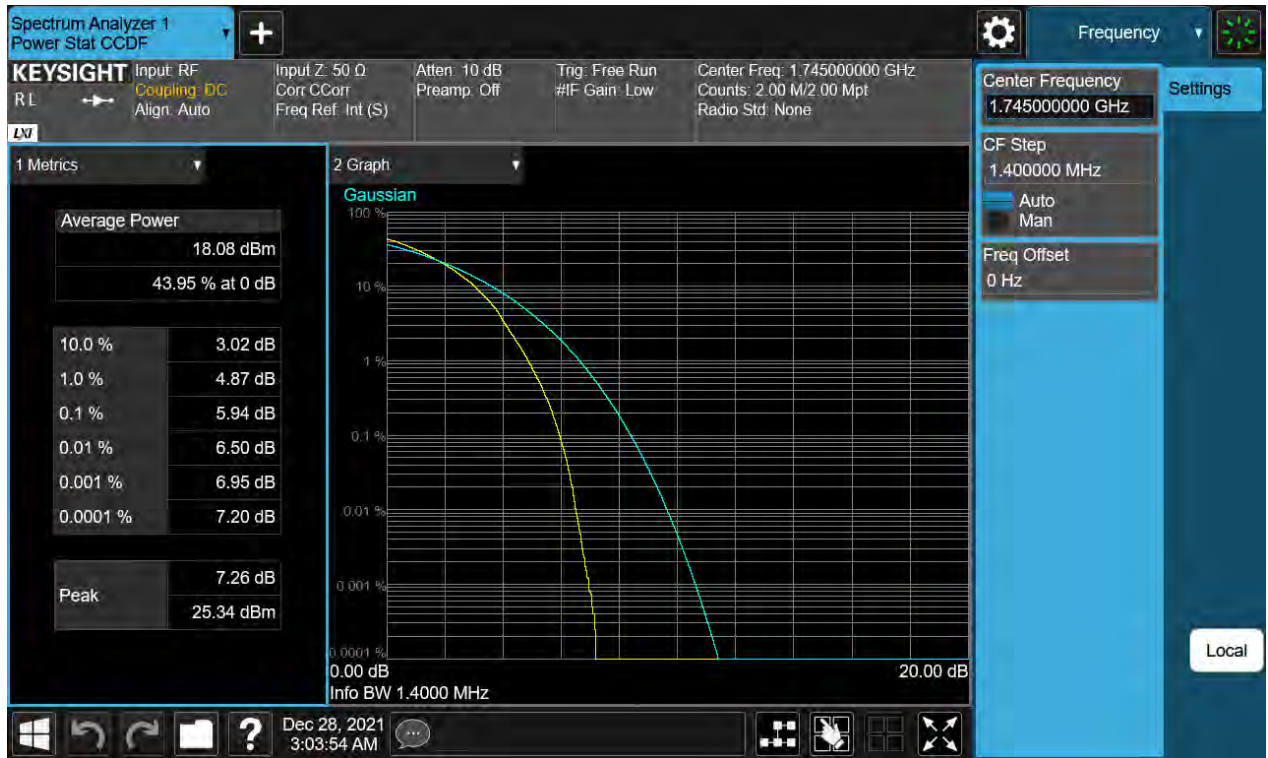 Spectrum Analyzer 1
Power Stat CCDF
+
Frequency
KEYSIGHT
RL
LXI
Input: RF
Coupling: DC
Align: Auto
Input Z: 50 Ω
Corr CCorr
Freq Ref: Int (S)
Atten: 10 dB
Preamp: Off
Trig: Free Run
#IF Gain: Low
Center Freq: 1.745000000 GHz
Counts: 2.00 M/2.00 Mpt
Radio Std: None
Center Frequency
1.745000000 GHz
Settings
CF Step
1.400000 MHz
Auto
Man
Freq Offset
0 Hz
1 Metrics
Average Power
18.08 dBm
43.95 % at 0 dB
10.0 % 3.02 dB
1.0 % 4.87 dB
0.1 % 5.94 dB
0.01 % 6.50 dB
0.001 % 6.95 dB
0.0001 % 7.20 dB
Peak
7.26 dB
25.34 dBm
2 Graph
Gaussian
100 %
10 %
1 %
0.1 %
0.01 %
0.001 %
0.0001 %
0.00 dB 20.00 dB
Info BW 1.4000 MHz
Local
?
Dec 28, 2021
3:03:54 AM